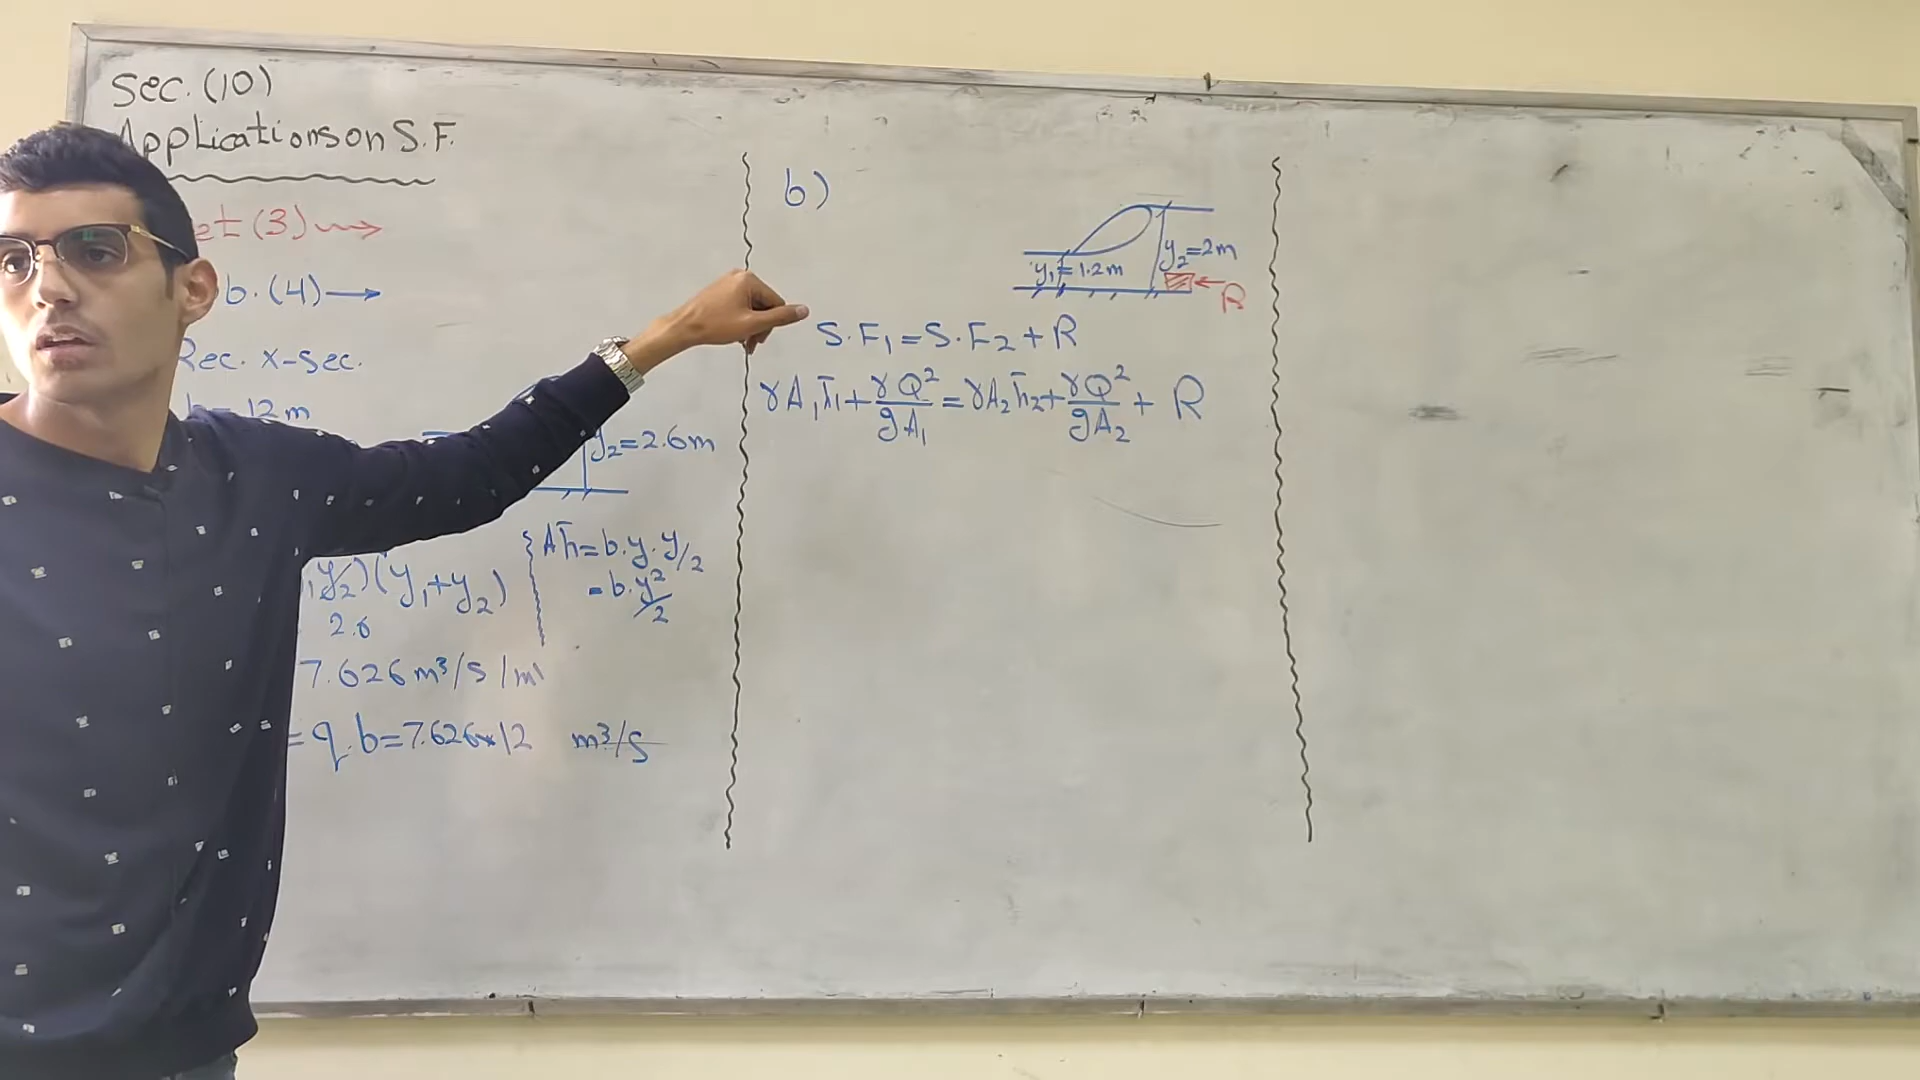 Sec. (10)
Applications on S.F.
et (3)
b. (4) →
Rec. x-sec.
b = 12 m
y₂ = 2.6m
Ah̄ = b.y.y/2
= b.y²/2
y₂)(y₁+y₂)
2.6
7.626 m³/s/m\
= q.b = 7.626*12 m³/s
b)
y₁ = 1.2m
y₂ = 2m
R
S.F₁ = S.F₂ + R
γA₁h̄₁ + γQ²/gA₁ = γA₂h̄₂ + γQ²/gA₂ + R